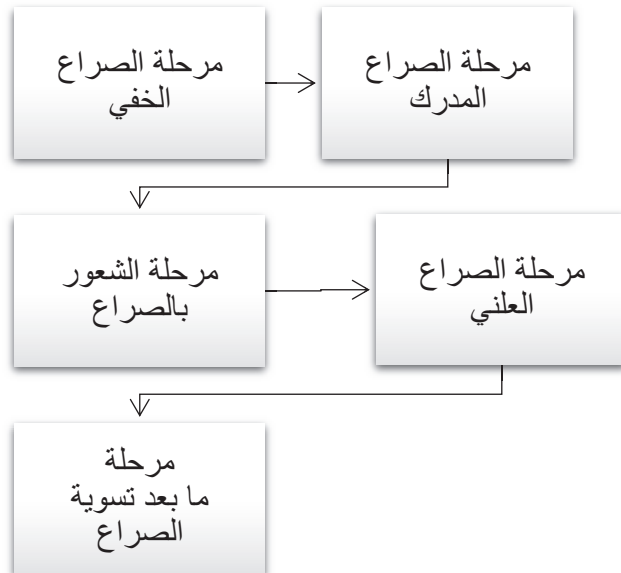 مرحلة الصراع
الخفي
مرحلة الصراع
المدرك
مرحلة الشعور
بالصراع
مرحلة الصراع
العلني
مرحلة
ما بعد تسوية
الصراع